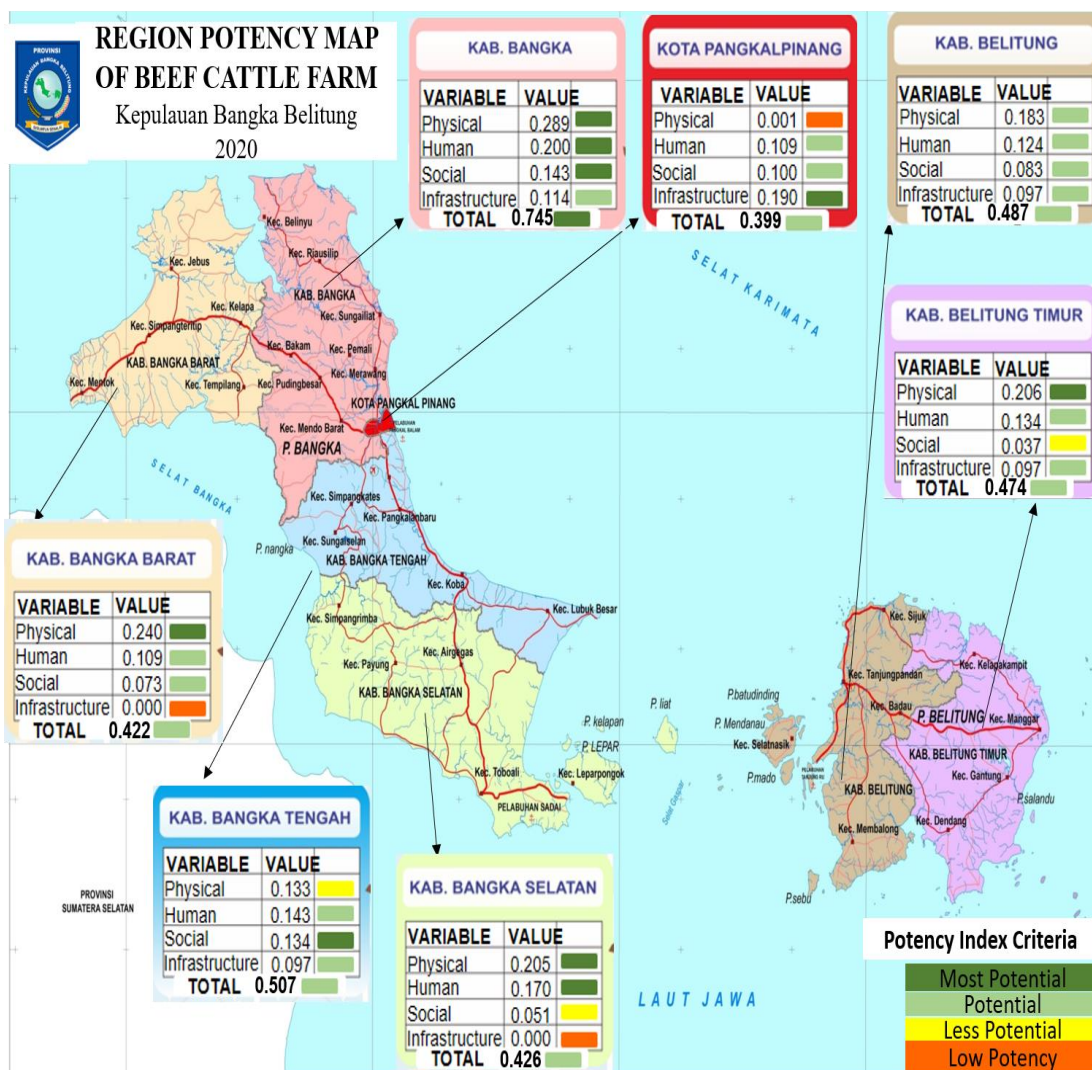 PROVINSI
KEPULAUAN BANGKA BELITUNG
REGION POTENCY MAP
OF BEEF CATTLE FARM
Kepulauan Bangka Belitung
2020
KAB. BANGKA
VARIABLE VALUE
Physical 0.289
Human 0.200
Social 0.143
Infrastructure 0.114
TOTAL 0.745
KOTA PANGKALPINANG
VARIABLE VALUE
Physical 0.001
Human 0.109
Social 0.100
Infrastructure 0.190
TOTAL 0.399
KAB. BELITUNG
VARIABLE VALUE
Physical 0.183
Human 0.124
Social 0.083
Infrastructure 0.097
TOTAL 0.487
KAB. BELITUNG TIMUR
VARIABLE VALUE
Physical 0.206
Human 0.134
Social 0.037
Infrastructure 0.097
TOTAL 0.474
SELAT KARIMATA
Kec. Belinyu
Kec. Jebus
Kec. Riausilip
KAB. BANGKA
Kec. Kelapa
Kec. Sungailiat
Kec. Simpangteritip
Kec. Bakam
Kec. Pemali
KAB. BANGKA BARAT
Kec. Merawang
Kec. Mentok
Kec. Tempilang
Kec. Pudingbesar
KOTA PANGKAL PINANG
Kec. Mendo Barat
P. BANGKA
SELAT BANGKA
Kec. Simpangkates
Kec. Pangkalanbaru
Kec. Sungaiselan
P. nangka
KAB. BANGKA TENGAH
Kec. Koba
Kec. Lubuk Besar
Kec. Simpangrimba
Kec. Airgegas
Kec. Payung
KAB. BANGKA SELATAN
P. kelapan
P. LEPAR
P. liat
Kec. Toboali
Kec. Leparpongok
PELABUHAN SADAI
Selat Gaspar
Kec. Sijuk
Kec. Kelagakampit
Kec. Tanjungpandan
P.batudinding
P. Mendanau
Kec. Badau
P. BELITUNG
Kec. Manggar
Kec. Selatnasik
KAB. BELITUNG TIMUR
P.mado
Kec. Gantung
KAB. BELITUNG
P.salandu
Kec. Dendang
Kec. Membalong
P.sebu
KAB. BANGKA BARAT
VARIABLE VALUE
Physical 0.240
Human 0.109
Social 0.073
Infrastructure 0.000
TOTAL 0.422
KAB. BANGKA TENGAH
VARIABLE VALUE
Physical 0.133
Human 0.143
Social 0.134
Infrastructure 0.097
TOTAL 0.507
KAB. BANGKA SELATAN
VARIABLE VALUE
Physical 0.205
Human 0.170
Social 0.051
Infrastructure 0.000
TOTAL 0.426
PROVINSI
SUMATERA SELATAN
LAUT JAWA
Potency Index Criteria
Most Potential
Potential
Less Potential
Low Potency